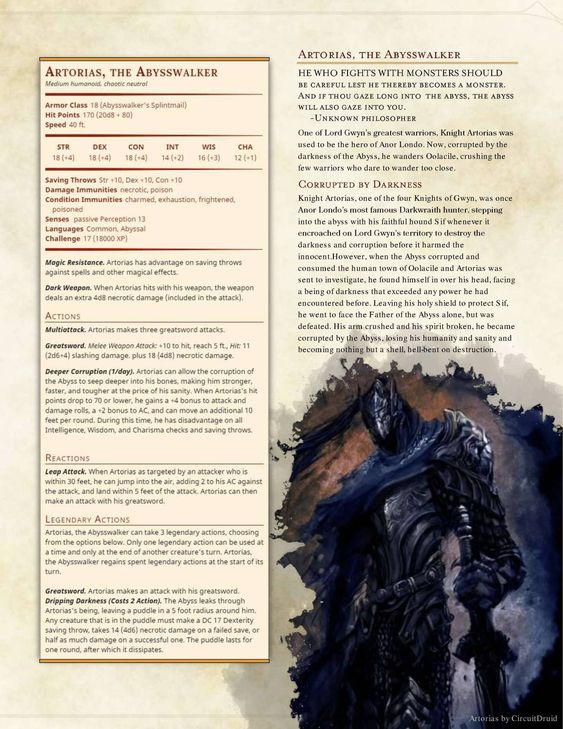 ARTORIAS, THE ABYSSWALKER
Medium humanoid, chaotic neutral
Armor Class 18 (Abysswalker's Splintmail)
Hit Points 170 (20d8 + 80)
Speed 40 ft.
STR DEX CON INT WIS CHA
18 (+4) 18 (+4) 18 (+4) 14 (+2) 16 (+3) 12 (+1)
Saving Throws Str +10, Dex +10, Con +10
Damage Immunities necrotic, poison
Condition Immunities charmed, exhaustion, frightened,
poisoned
Senses passive Perception 13
Languages Common, Abyssal
Challenge 17 (18000 XP)
Magic Resistance. Artorias has advantage on saving throws
against spells and other magical effects.
Dark Weapon. When Artorias hits with his weapon, the weapon
deals an extra 4d8 necrotic damage (included in the attack).
ACTIONS
Multiattack. Artorias makes three greatsword attacks.
Greatsword. Melee Weapon Attack: +10 to hit, reach 5 ft., Hit: 11
(2d6+4) slashing damage. plus 18 (4d8) necrotic damage.
Deeper Corruption (1/day). Artorias can allow the corruption of
the Abyss to seep deeper into his bones, making him stronger,
faster, and tougher at the price of his sanity. When Artorias's hit
points drop to 70 or lower, he gains a +4 bonus to attack and
damage rolls, a +2 bonus to AC, and can move an additional 10
feet per round. During this time, he has disadvantage on all
Intelligence, Wisdom, and Charisma checks and saving throws.
REACTIONS
Leap Attack. When Artorias as targeted by an attacker who is
within 30 feet, he can jump into the air, adding 2 to his AC against
the attack, and land within 5 feet of the attack. Artorias can then
make an attack with his greatsword.
LEGENDARY ACTIONS
Artorias, the Abysswalker can take 3 legendary actions, choosing
from the options below. Only one legendary action can be used at
a time and only at the end of another creature's turn. Artorias,
the Abysswalker regains spent legendary actions at the start of its
turn.
Greatsword. Artorias makes an attack with his greatsword.
Dripping Darkness (Costs 2 Action). The Abyss leaks through
Artorias's being, leaving a puddle in a 5 foot radius around him.
Any creature that is in the puddle must make a DC 17 Dexterity
saving throw, takes 14 (4d6) necrotic damage on a failed save, or
half as much damage on a successful one. The puddle lasts for
one round, after which it dissipates.
ARTORIAS, THE ABYSSWALKER
HE WHO FIGHTS WITH MONSTERS SHOULD
BE CAREFUL LEST HE THEREBY BECOMES A MONSTER.
AND IF THOU GAZE LONG INTO THE ABYSS, THE ABYSS
WILL ALSO GAZE INTO YOU.
-UNKNOWN PHILOSOPHER
One of Lord Gwyn's greatest warriors, Knight Artorias was
used to be the hero of Anor Londo. Now, corrupted by the
darkness of the Abyss, he wanders Oolacile, crushing the
few warriors who dare to wander too close.
CORRUPTED BY DARKNESS
Knight Artorias, one of the four Knights of Gwyn, was once
Anor Londo's most famous Darkwraith hunter, stepping
into the abyss with his faithful hound Sif whenever it
encroached on Lord Gwyn's territory to destroy the
darkness and corruption before it harmed the
innocent.However, when the Abyss corrupted and
consumed the human town of Oolacile and Artorias was
sent to investigate, he found himself in over his head, facing
a being of darkness that exceeded any power he had
encountered before. Leaving his holy shield to protect Sif,
he went to face the Father of the Abyss alone, but was
defeated. His arm crushed and his spirit broken, he became
corrupted by the Abyss, losing his humanity and sanity and
becoming nothing but a shell, hell-bent on destruction.
Artorias by CircuitDruid